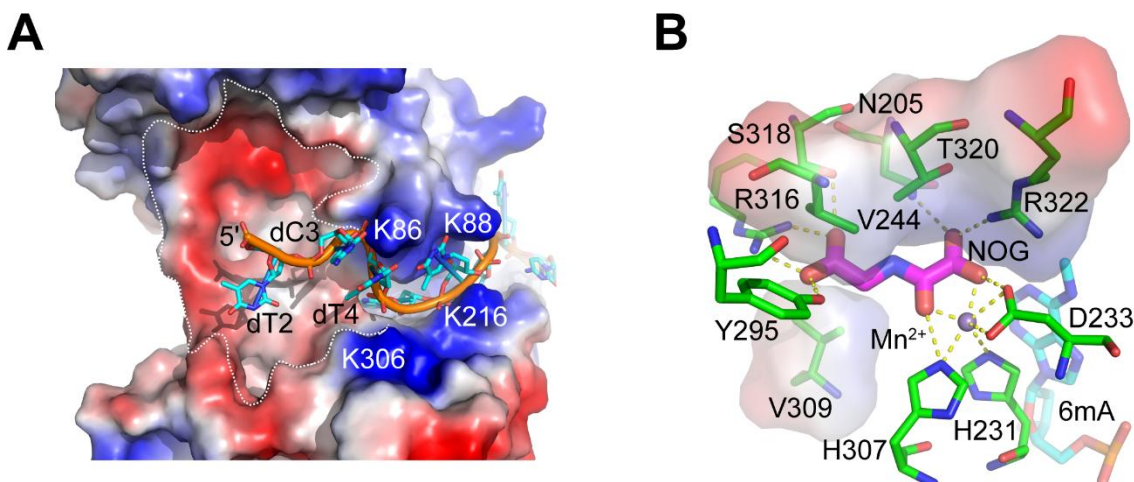 A
5'
dC3
K86
K88
dT2
dT4
K216
K306
B
N205
S318
T320
R316
V244
R322
NOG
Y295
Mn²⁺
D233
V309
H307
H231
6mA